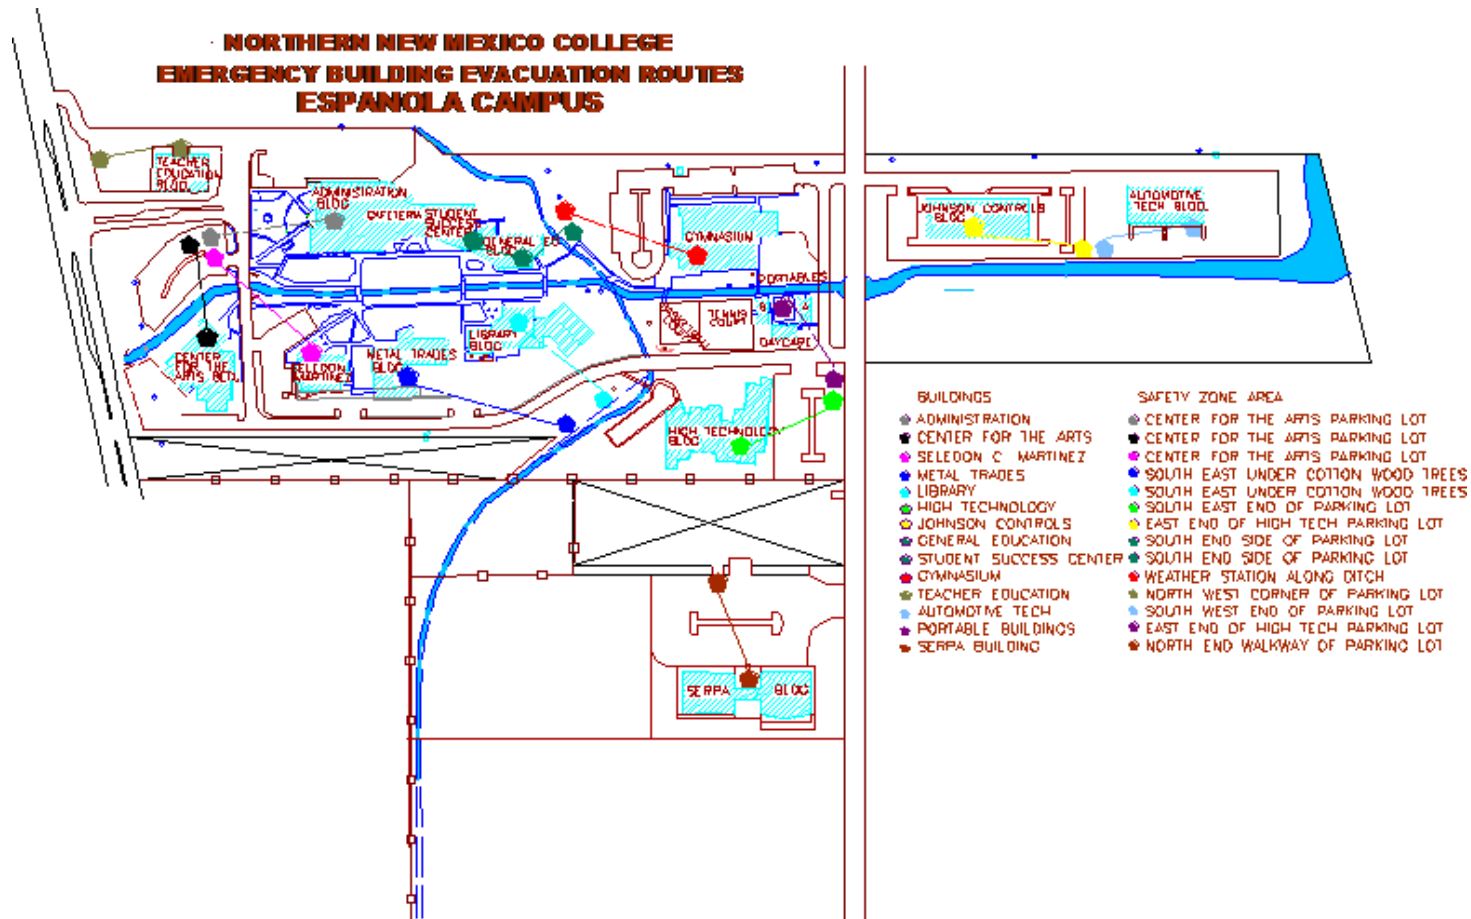 NORTHERN NEW MEXICO COLLEGE
EMERGENCY BUILDING EVACUATION ROUTES
ESPANOLA CAMPUS
TEACHER
EDUCATION
BLDG.
ADMINISTRATION
BLDG
CAFETERIA
STUDENT
SUCCESS
CENTER
GENERAL ED
BLDG
GYMNASIUM
JOHNSON CONTROLS
BLDG
AUTOMOTIVE
TECH BLDG.
PORTABLES
TENNIS
COURT
DAYCARE
LIBRARY
BLDG
METAL TRADES
BLDG
SELEDON
MARTINEZ
CENTER
FOR THE
ARTS BLD.
HIGH TECHNOLOGY
BLDG
SERPA BLDG
BUILDINGS
ADMINISTRATION
CENTER FOR THE ARTS
SELEDON C MARTINEZ
METAL TRADES
LIBRARY
HIGH TECHNOLOGY
JOHNSON CONTROLS
GENERAL EDUCATION
STUDENT SUCCESS CENTER
GYMNASIUM
TEACHER EDUCATION
AUTOMOTIVE TECH
PORTABLE BUILDINGS
SERPA BUILDING
SAFETY ZONE AREA
CENTER FOR THE ARTS PARKING LOT
CENTER FOR THE ARTS PARKING LOT
CENTER FOR THE ARTS PARKING LOT
SOUTH EAST UNDER COTTON WOOD TREES
SOUTH EAST UNDER COTTON WOOD TREES
SOUTH EAST END OF PARKING LOT
EAST END OF HIGH TECH PARKING LOT
SOUTH END SIDE OF PARKING LOT
SOUTH END SIDE OF PARKING LOT
WEATHER STATION ALONG DITCH
NORTH WEST CORNER OF PARKING LOT
SOUTH WEST END OF PARKING LOT
EAST END OF HIGH TECH PARKING LOT
NORTH END WALKWAY OF PARKING LOT